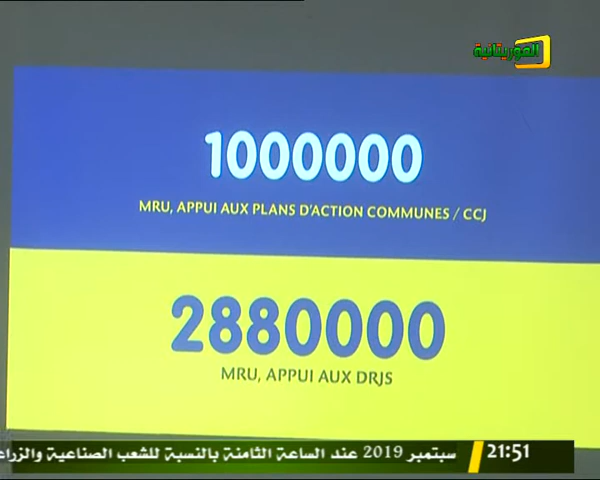 الموريتانية
1000000
MRU, APPUI AUX PLANS D'ACTION COMMUNES / CCJ
2880000
MRU, APPUI AUX DRJS
سبتمبر 2019 عند الساعة الثامنة بالنسبة للشعب الصناعية والزراع
21:51